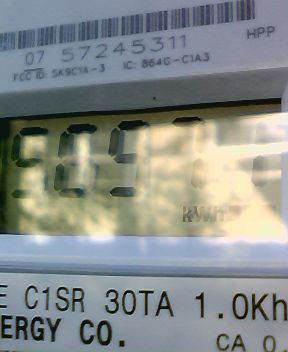 HPP
07 57245311
FCC ID: SK9C1A-3 IC: 864G-C1A3
kWh
E C1SR 30TA 1.0Kh
ERGY CO. CA 0.